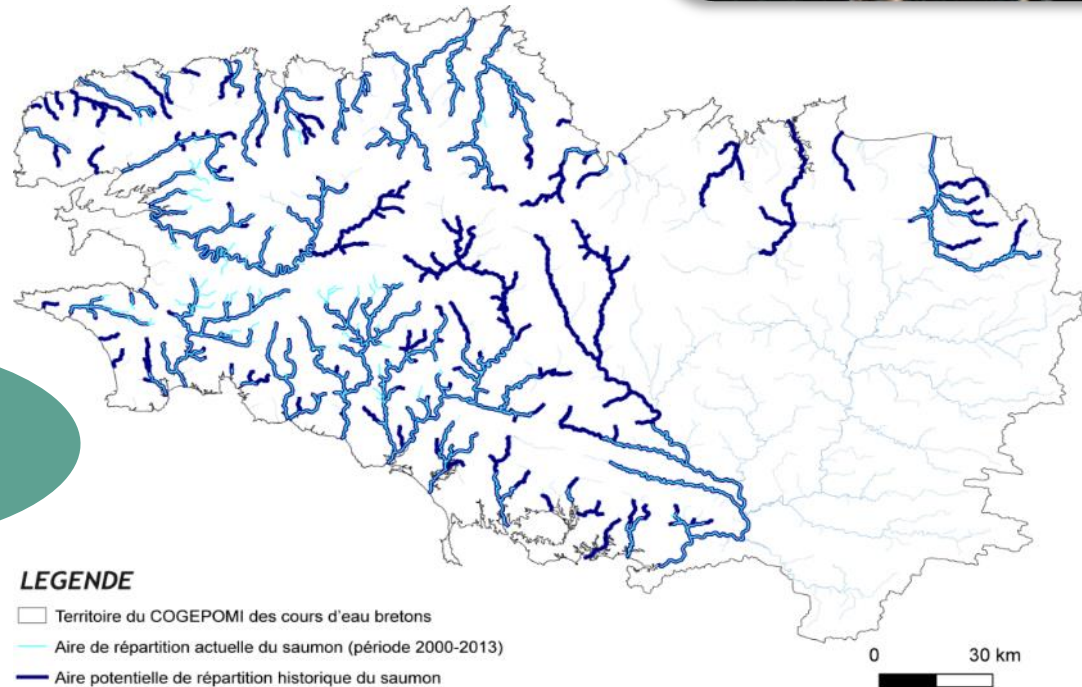 LEGENDE
Territoire du COGEPOMI des cours d'eau bretons
Aire de répartition actuelle du saumon (période 2000-2013)
Aire potentielle de répartition historique du saumon
0 30 km